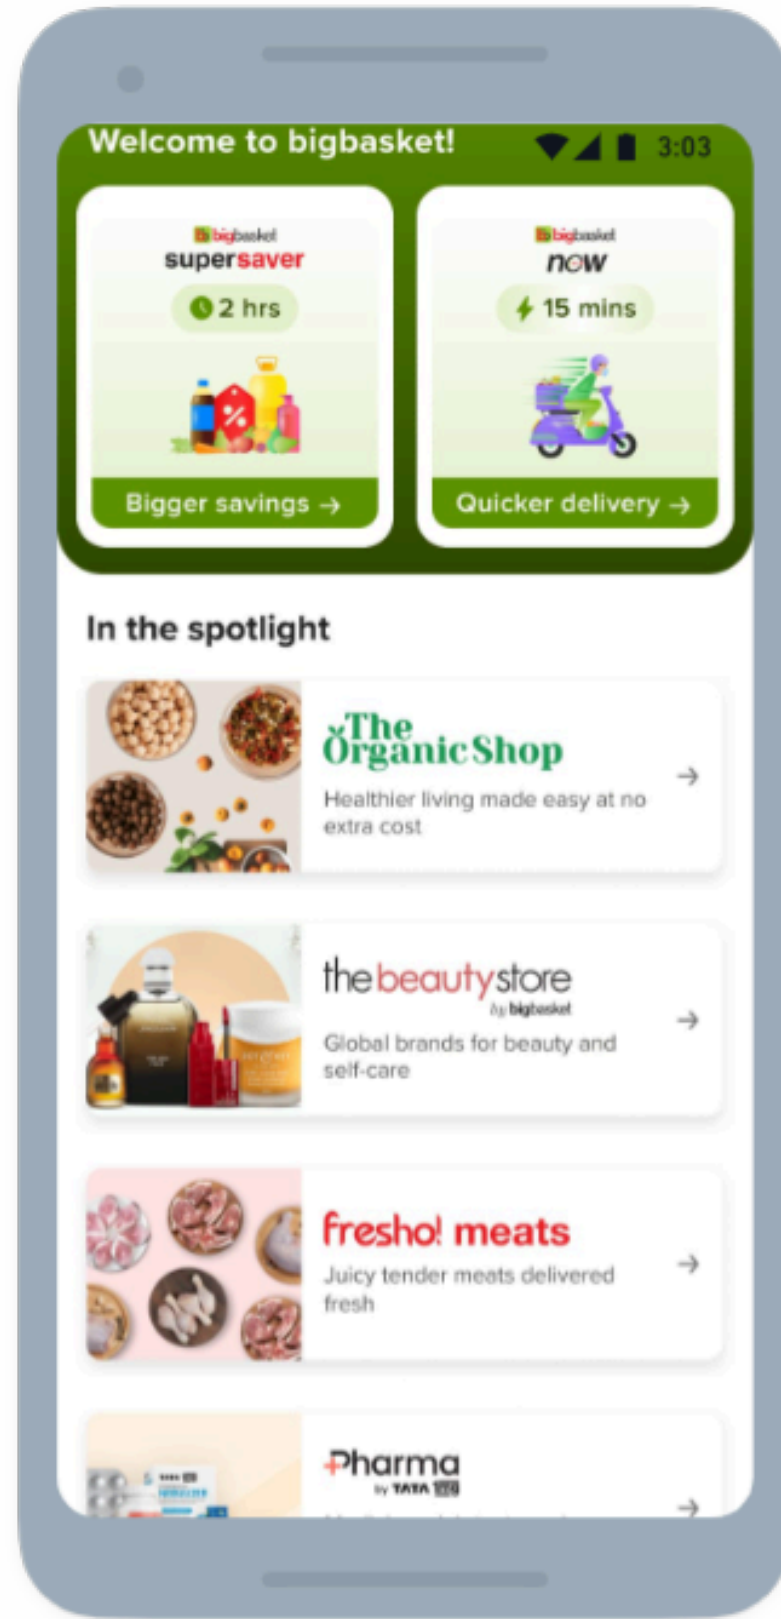 Welcome to bigbasket!
3:03
bigbasket
supersaver
2 hrs
Bigger savings →
bigbasket
now
15 mins
Quicker delivery →
In the spotlight
The
Organic Shop
Healthier living made easy at no
extra cost
the beauty store
by bigbasket
Global brands for beauty and
self-care
fresho! meats
Juicy tender meats delivered
fresh
Pharma
by TATA 1mg